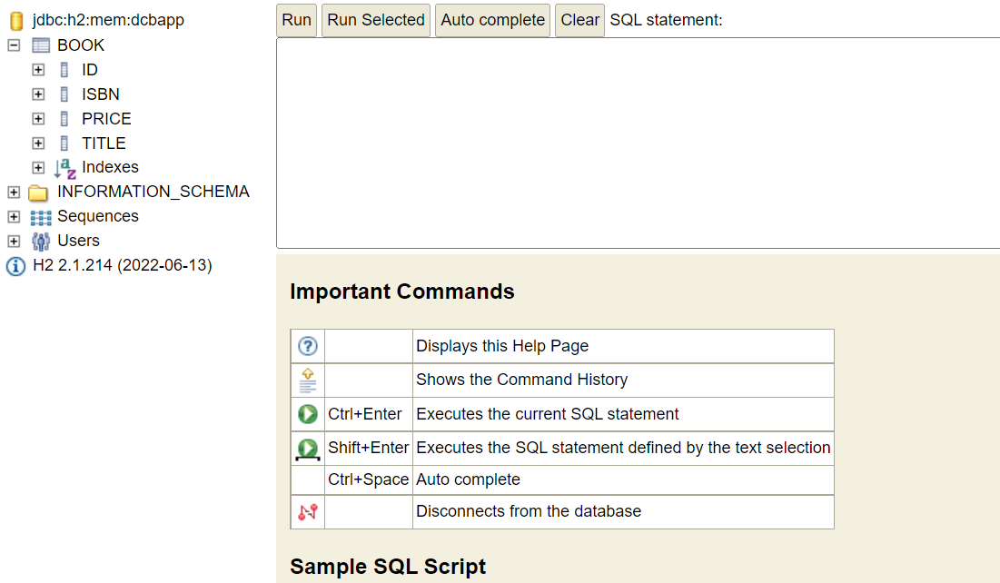 jdbc:h2:mem:dcbapp
BOOK
ID
ISBN
PRICE
TITLE
Indexes
INFORMATION_SCHEMA
Sequences
Users
H2 2.1.214 (2022-06-13)
Run Run Selected Auto complete Clear SQL statement:
Important Commands
Displays this Help Page
Shows the Command History
Ctrl+Enter Executes the current SQL statement
Shift+Enter Executes the SQL statement defined by the text selection
Ctrl+Space Auto complete
Disconnects from the database
Sample SQL Script